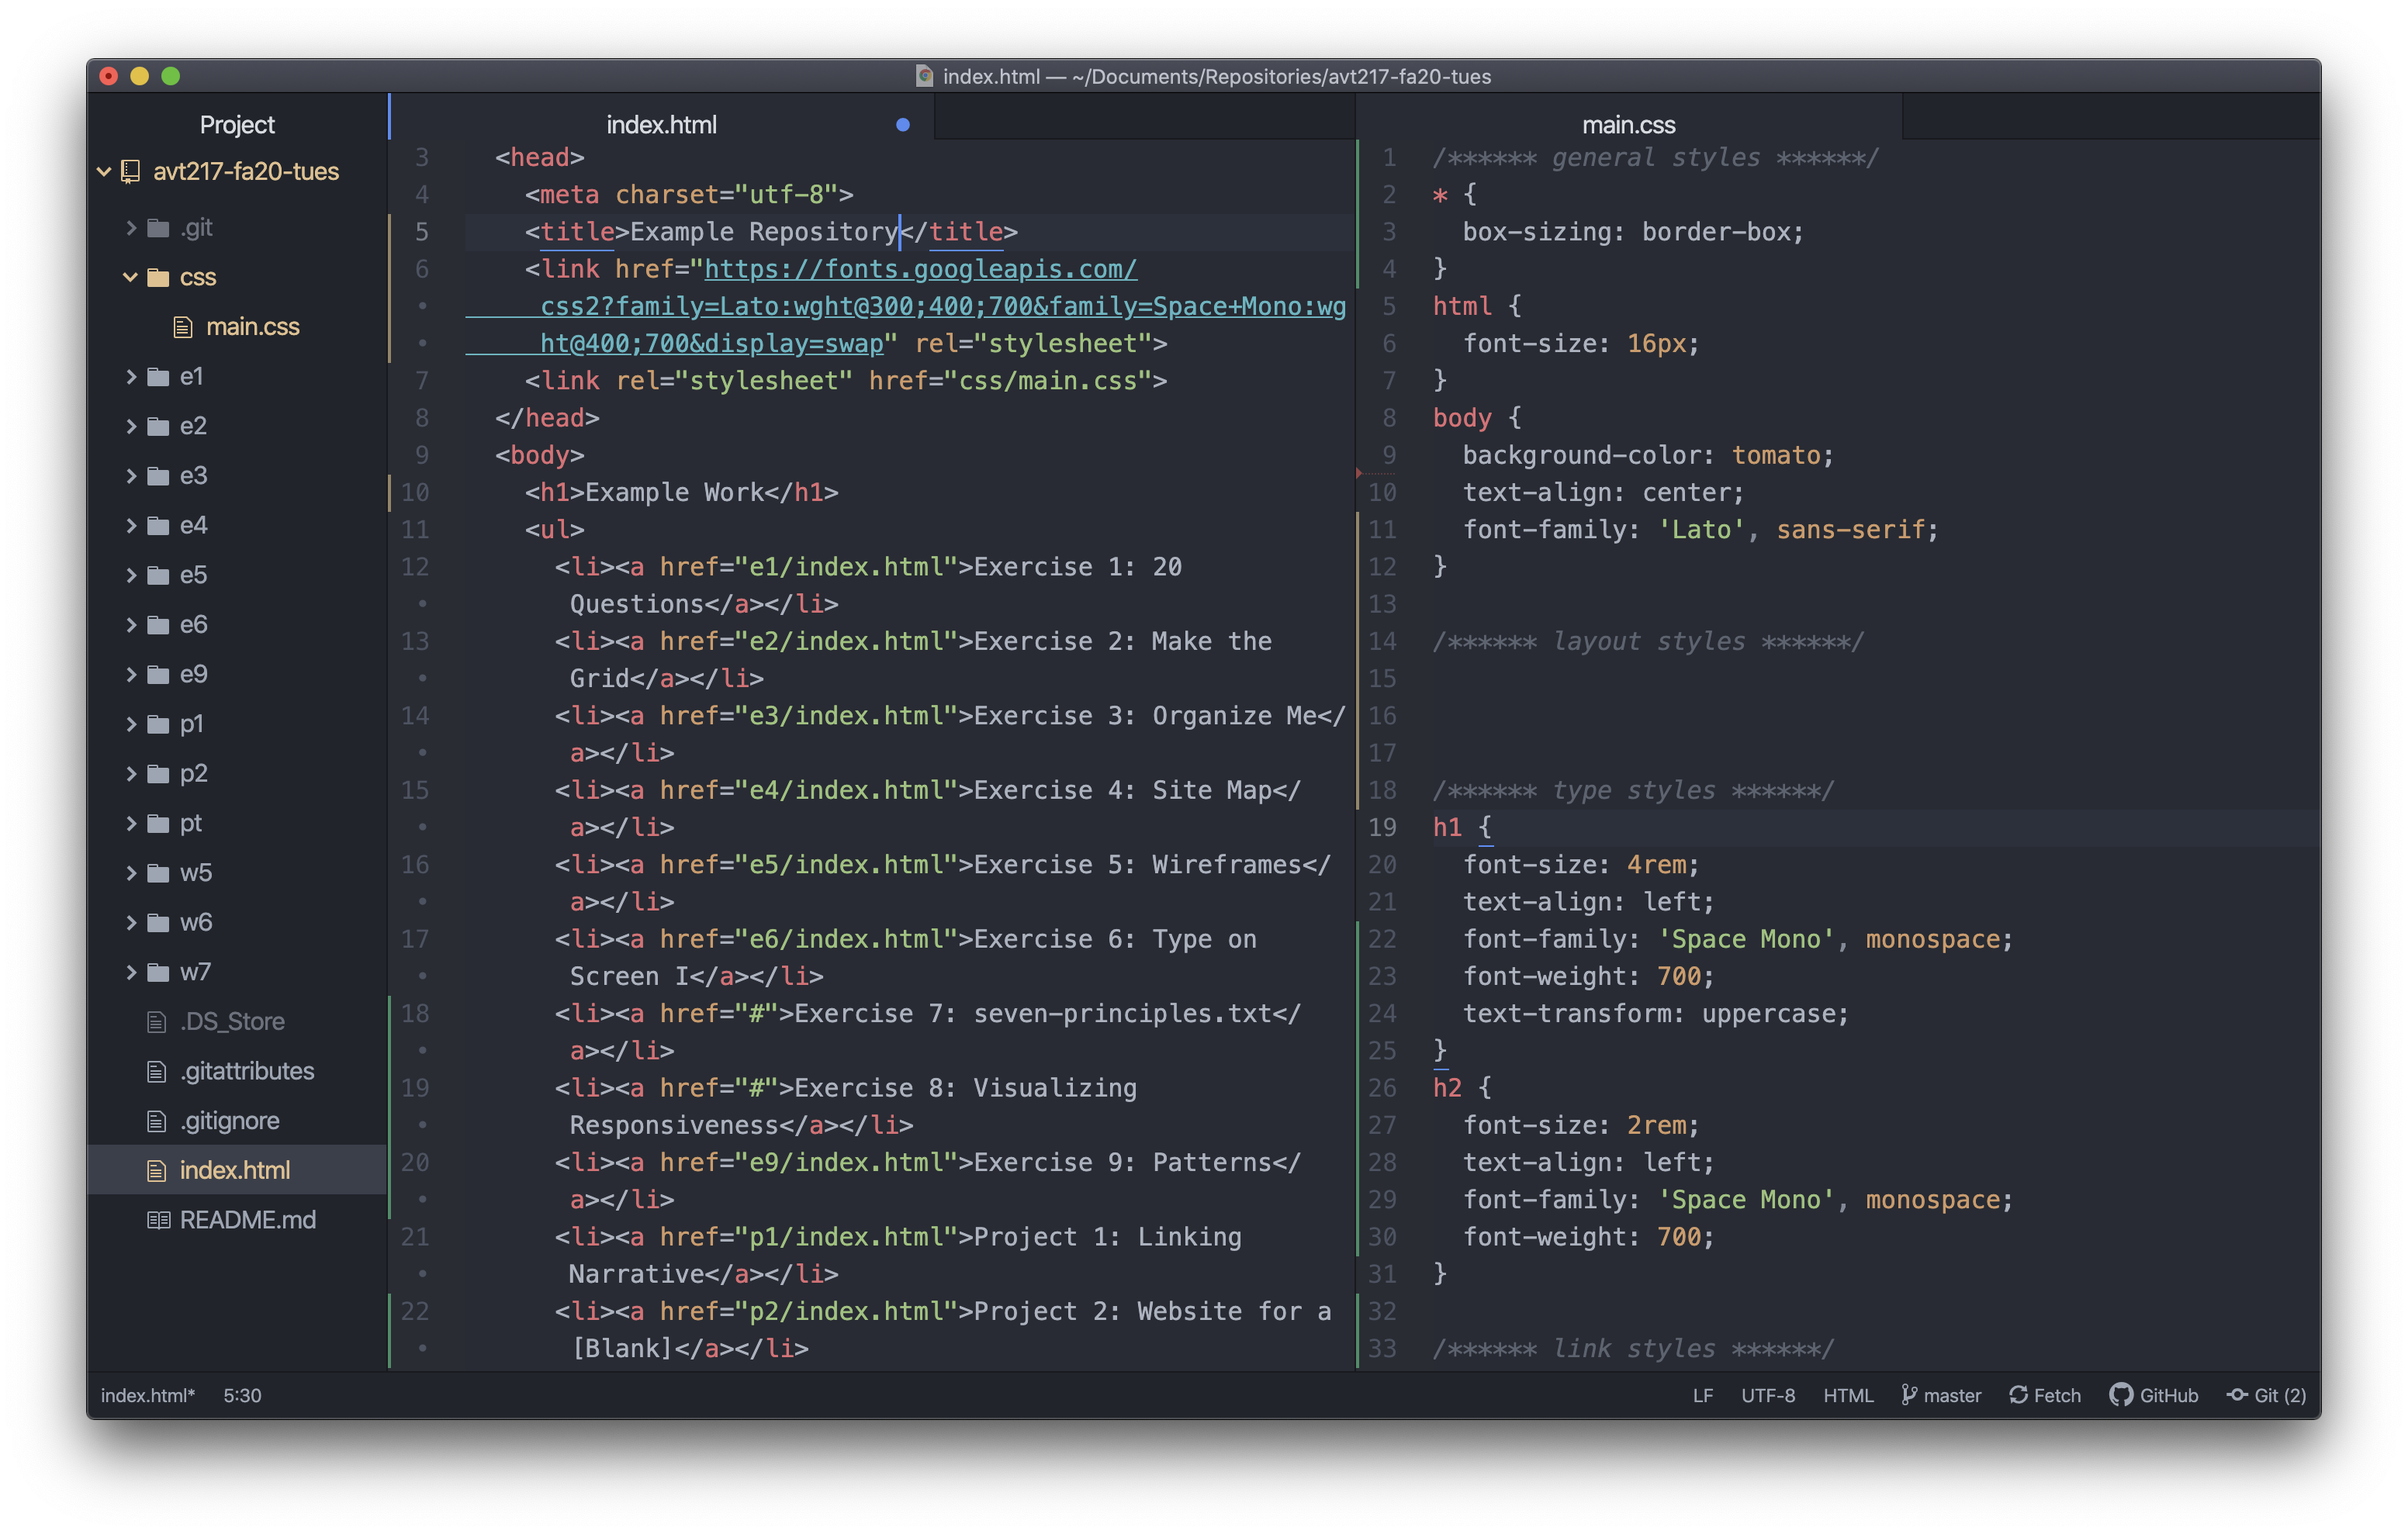 index.html — ~/Documents/Repositories/avt217-fa20-tues
Project
avt217-fa20-tues
.git
css
main.css
e1
e2
e3
e4
e5
e6
e9
p1
p2
pt
w5
w6
w7
.DS_Store
.gitattributes
.gitignore
index.html
README.md
index.html
3 <head>
4 <meta charset="utf-8">
5 <title>Example Repository</title>
6 <link href="https://fonts.googleapis.com/
• css2?family=Lato:wght@300;400;700&family=Space+Mono:wg
• ht@400;700&display=swap" rel="stylesheet">
7 <link rel="stylesheet" href="css/main.css">
8 </head>
9 <body>
10 <h1>Example Work</h1>
11 <ul>
12 <li><a href="e1/index.html">Exercise 1: 20
• Questions</a></li>
13 <li><a href="e2/index.html">Exercise 2: Make the
• Grid</a></li>
14 <li><a href="e3/index.html">Exercise 3: Organize Me</
• a></li>
15 <li><a href="e4/index.html">Exercise 4: Site Map</
• a></li>
16 <li><a href="e5/index.html">Exercise 5: Wireframes</
• a></li>
17 <li><a href="e6/index.html">Exercise 6: Type on
• Screen I</a></li>
18 <li><a href="#">Exercise 7: seven-principles.txt</
• a></li>
19 <li><a href="#">Exercise 8: Visualizing
• Responsiveness</a></li>
20 <li><a href="e9/index.html">Exercise 9: Patterns</
• a></li>
21 <li><a href="p1/index.html">Project 1: Linking
• Narrative</a></li>
22 <li><a href="p2/index.html">Project 2: Website for a
• [Blank]</a></li>
main.css
1 /****** general styles ******/
2 * {
3 box-sizing: border-box;
4 }
5 html {
6 font-size: 16px;
7 }
8 body {
9 background-color: tomato;
10 text-align: center;
11 font-family: 'Lato', sans-serif;
12 }
13
14 /****** layout styles ******/
15
16
17
18 /****** type styles ******/
19 h1 {
20 font-size: 4rem;
21 text-align: left;
22 font-family: 'Space Mono', monospace;
23 font-weight: 700;
24 text-transform: uppercase;
25 }
26 h2 {
27 font-size: 2rem;
28 text-align: left;
29 font-family: 'Space Mono', monospace;
30 font-weight: 700;
31 }
32
33 /****** link styles ******/
index.html* 5:30 LF UTF-8 HTML master Fetch GitHub Git (2)